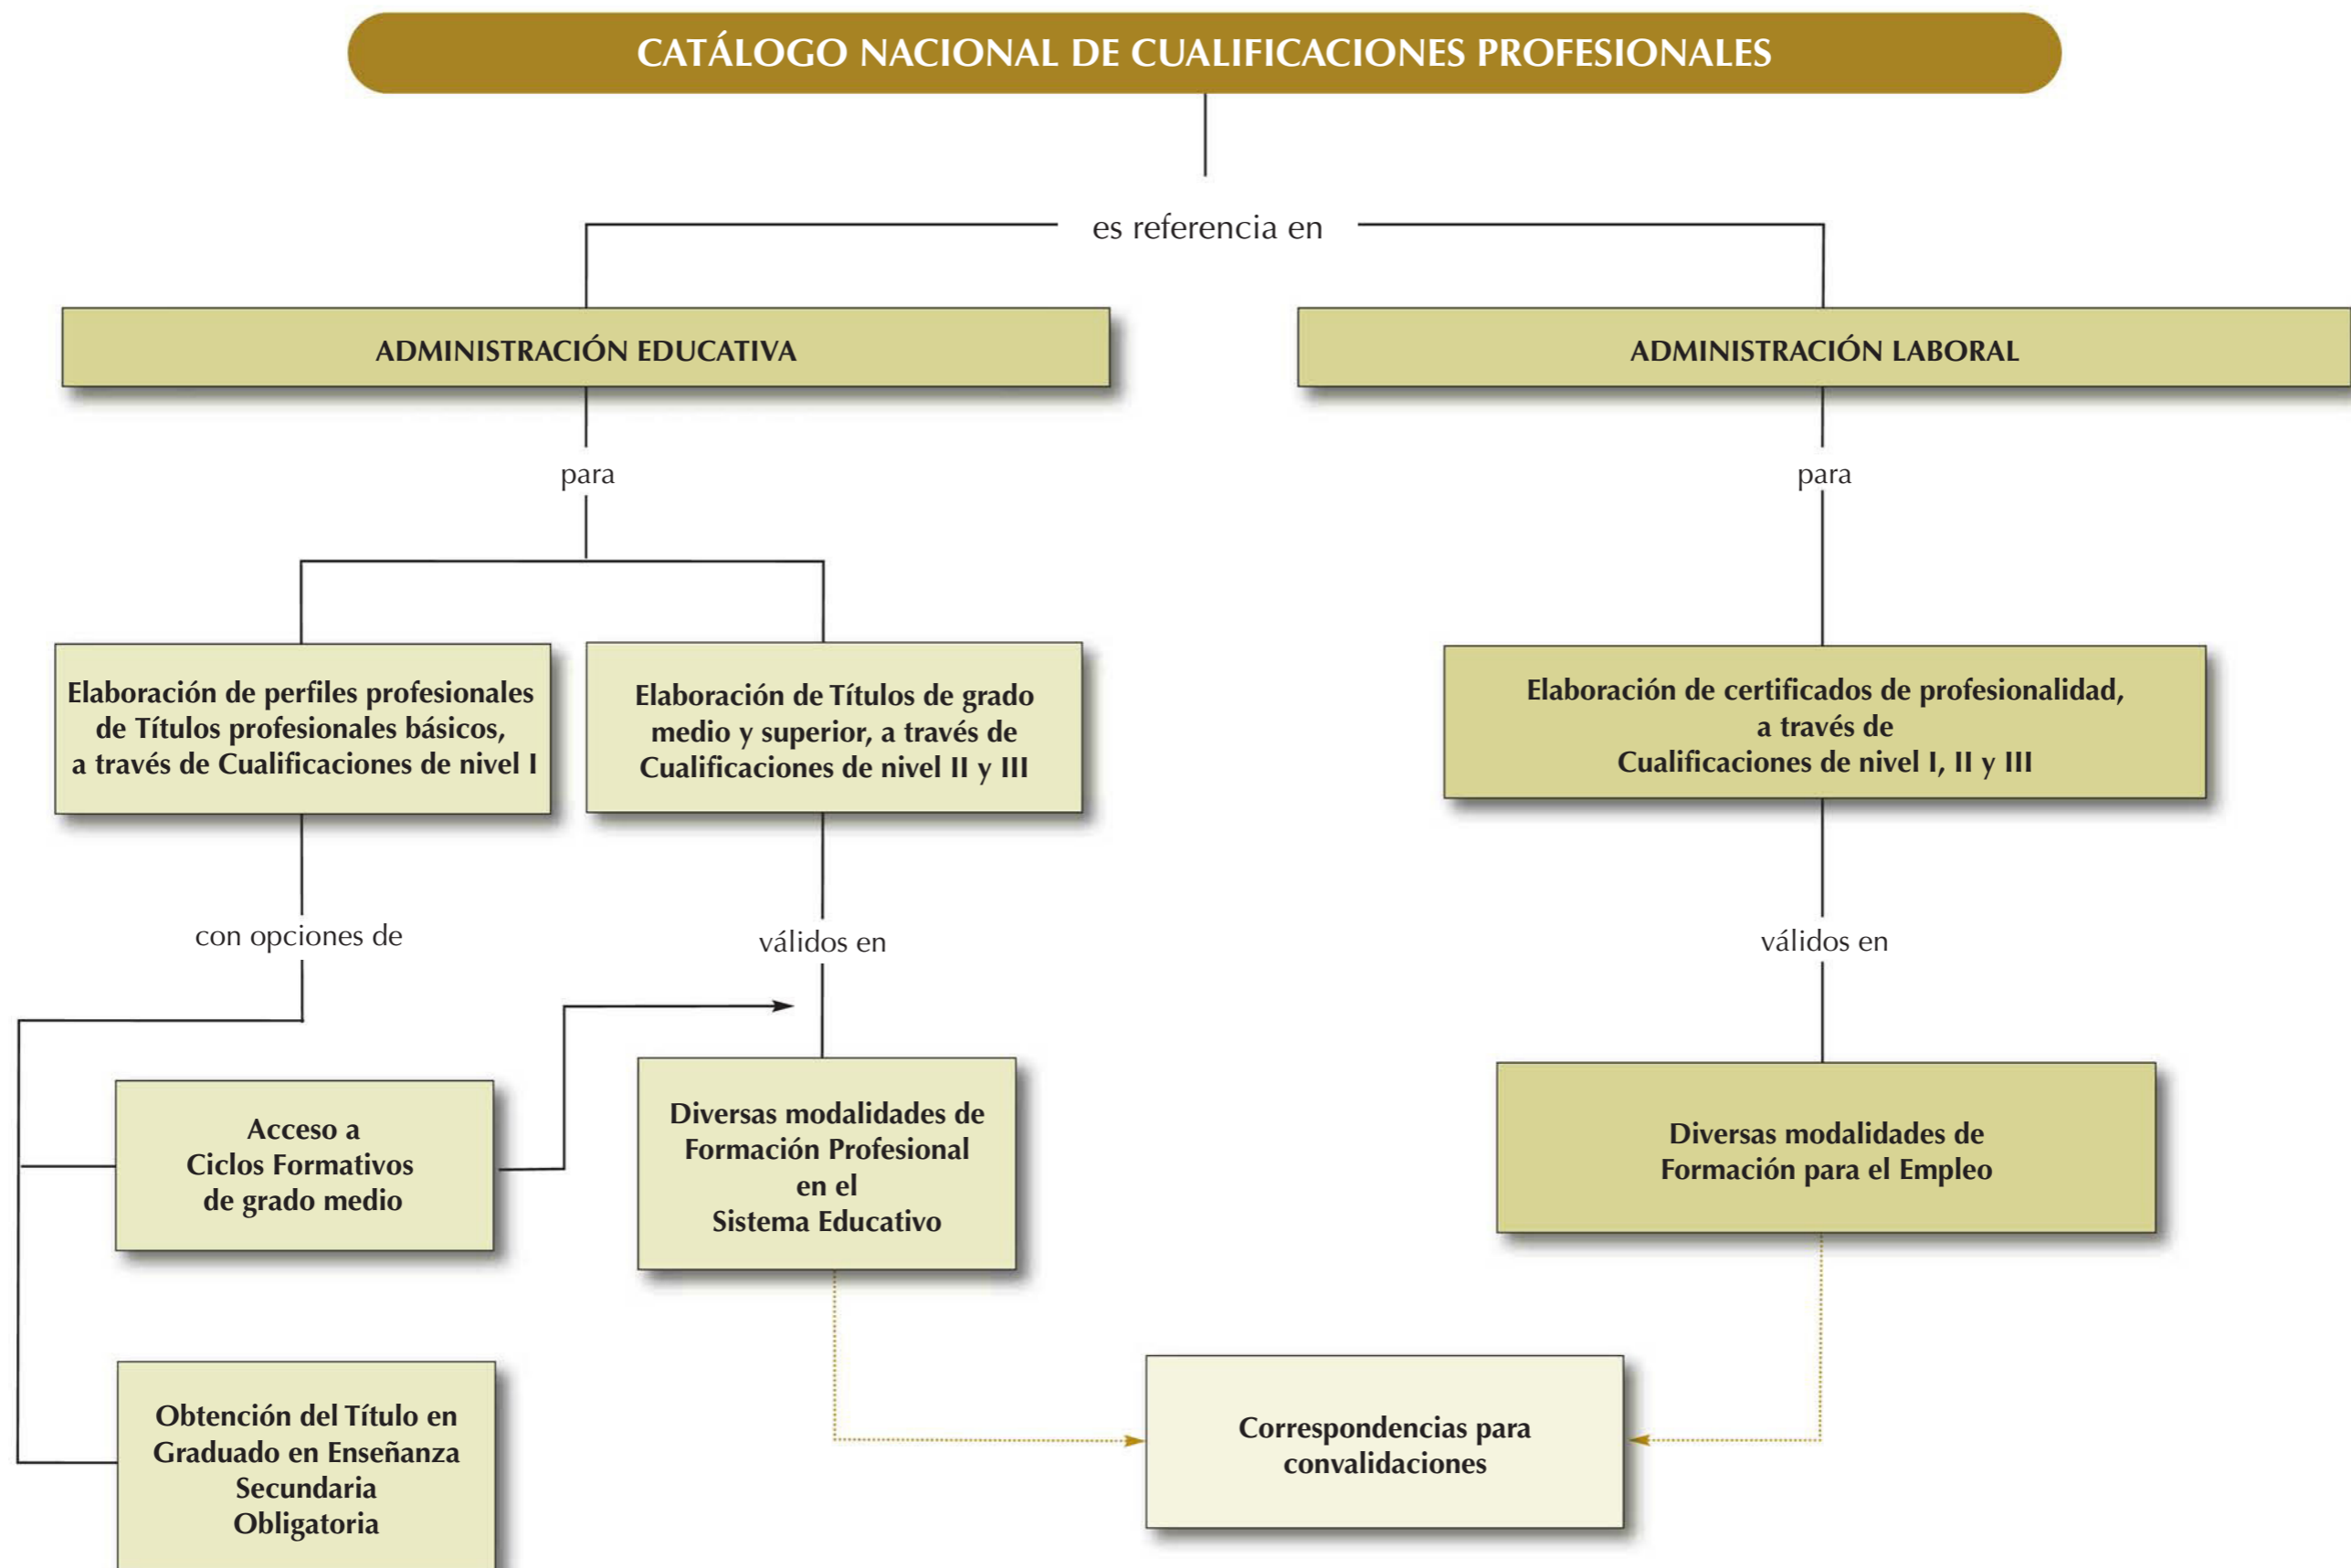 CATÁLOGO NACIONAL DE CUALIFICACIONES PROFESIONALES
es referencia en
ADMINISTRACIÓN EDUCATIVA
ADMINISTRACIÓN LABORAL
para
para
Elaboración de perfiles profesionales
de Títulos profesionales básicos,
a través de Cualificaciones de nivel I
Elaboración de Títulos de grado
medio y superior, a través de
Cualificaciones de nivel II y III
Elaboración de certificados de profesionalidad,
a través de
Cualificaciones de nivel I, II y III
con opciones de
válidos en
válidos en
Acceso a
Ciclos Formativos
de grado medio
Diversas modalidades de
Formación Profesional
en el
Sistema Educativo
Diversas modalidades de
Formación para el Empleo
Obtención del Título en
Graduado en Enseñanza
Secundaria
Obligatoria
Correspondencias para
convalidaciones